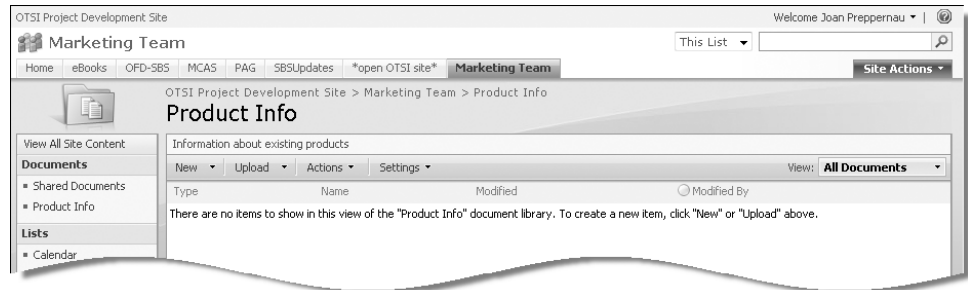 OTSI Project Development Site
Welcome Joan Preppernau
Marketing Team
This List
Home eBooks OFD-SBS MCAS PAG SBSUpdates *open OTSI site* Marketing Team
Site Actions
OTSI Project Development Site > Marketing Team > Product Info
Product Info
View All Site Content
Information about existing products
Documents
New Upload Actions Settings View: All Documents
Shared Documents
Type Name Modified Modified By
Product Info
There are no items to show in this view of the "Product Info" document library. To create a new item, click "New" or "Upload" above.
Lists
Calendar